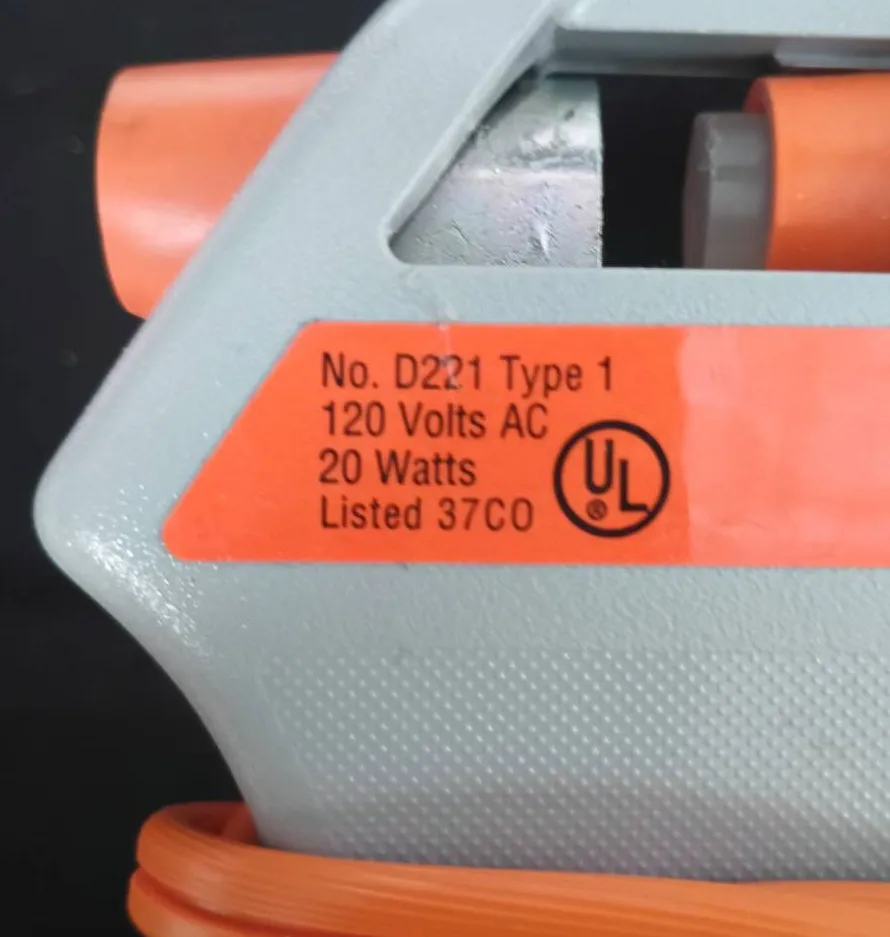 No. D221 Type 1
120 Volts AC
20 Watts
Listed 37CO
UL
®